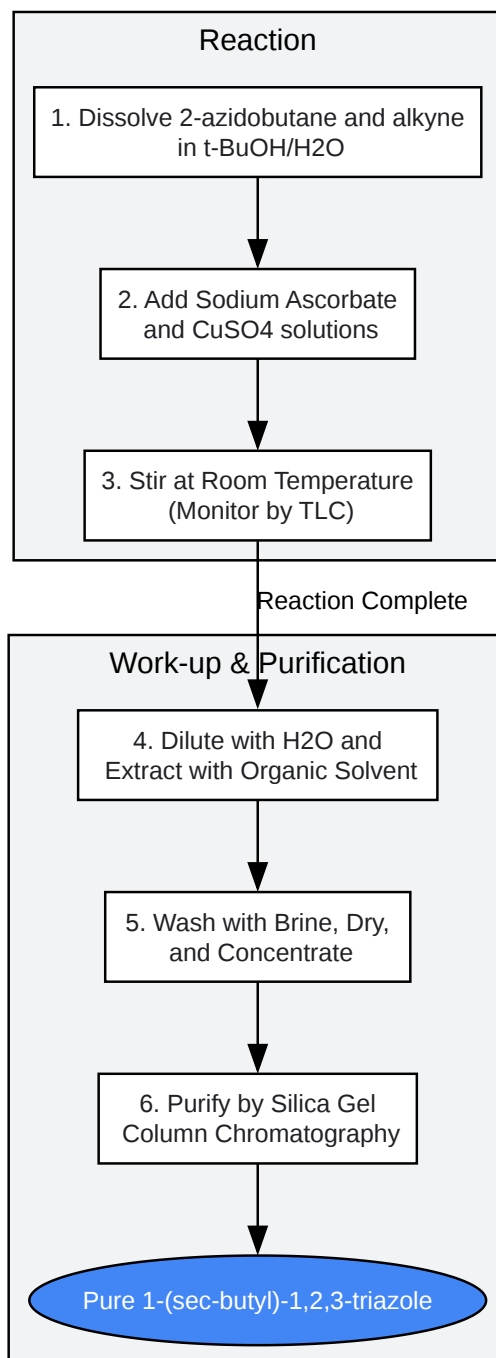 Reaction
1. Dissolve 2-azidobutane and alkyne
in t-BuOH/H2O
2. Add Sodium Ascorbate
and CuSO4 solutions
3. Stir at Room Temperature
(Monitor by TLC)
Reaction Complete
Work-up & Purification
4. Dilute with H2O and
Extract with Organic Solvent
5. Wash with Brine, Dry,
and Concentrate
6. Purify by Silica Gel
Column Chromatography
Pure 1-(sec-butyl)-1,2,3-triazole